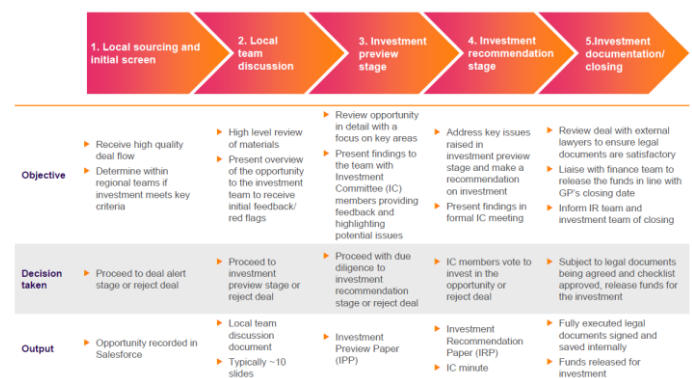 1. Local sourcing and
initial screen
2. Local
team
discussion
3. Investment
preview
stage
4. Investment
recommendation
stage
5.Investment
documentation/
closing
Objective
Receive high quality
deal flow
Determine within
regional teams if
investment meets key
criteria
High level review
of materials
Present overview
of the opportunity
to the investment
team to receive
initial feedback/
red flags
Review opportunity
in detail with a
focus on key areas
Present findings to
the team with
Investment
Committee (IC)
members providing
feedback and
highlighting
potential issues
Address key issues
raised in
investment preview
stage and make a
recommendation
on investment
Present findings in
formal IC meeting
Review deal with external
lawyers to ensure legal
documents are satisfactory
Liaise with finance team to
release the funds in line with
GP's closing date
Inform IR team and
investment team of closing
Decision
taken
Proceed to deal alert
stage or reject deal
Proceed to
investment
preview stage or
reject deal
Proceed with due
diligence to
investment
recommendation
stage or reject deal
IC members vote to
invest in the
opportunity or
reject deal
Subject to legal documents
being agreed and checklist
approved, release funds for
the investment
Output
Opportunity recorded in
Salesforce
Local team
discussion
document
Typically ~10
slides
Investment
Preview Paper
(IPP)
Investment
Recommendation
Paper (IRP)
IC minute
Fully executed legal
documents signed and
saved internally
Funds released for
investment